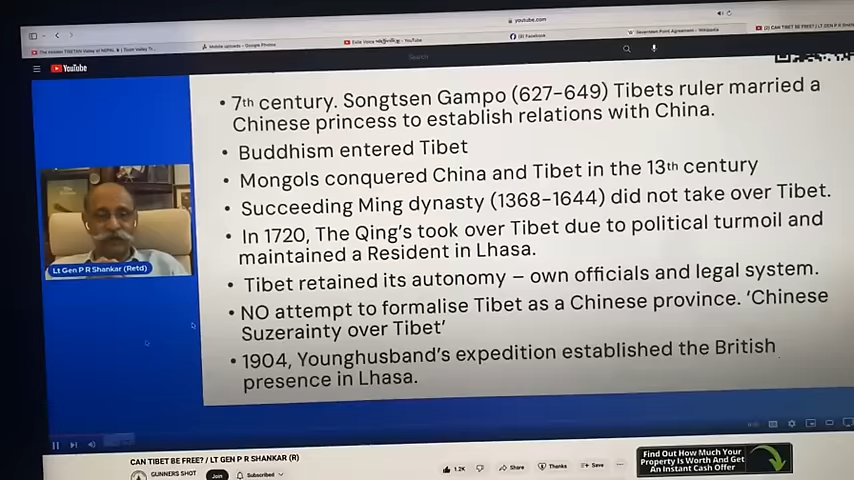 youtube.com
Mobile uploads - Google Photos
YouTube
Search
• 7th century. Songtsen Gampo (627-649) Tibets ruler married a
Chinese princess to establish relations with China.
• Buddhism entered Tibet
• Mongols conquered China and Tibet in the 13th century
• Succeeding Ming dynasty (1368-1644) did not take over Tibet.
• In 1720, The Qing's took over Tibet due to political turmoil and
maintained a Resident in Lhasa.
• Tibet retained its autonomy – own officials and legal system.
• NO attempt to formalise Tibet as a Chinese province. 'Chinese
Suzerainty over Tibet'
• 1904, Younghusband's expedition established the British
presence in Lhasa.
Lt Gen P R Shankar (Retd)
CAN TIBET BE FREE? / LT GEN P R SHANKAR (R)
GUNNERS SHOT
Join
Subscribed
1.2K
Share
Thanks
Save
Find Out How Much Your
Property Is Worth And Get
An Instant Cash Offer